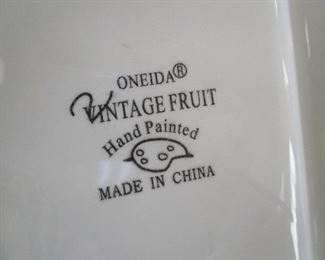 ONEIDA®
VINTAGE FRUIT
Hand Painted
MADE IN CHINA